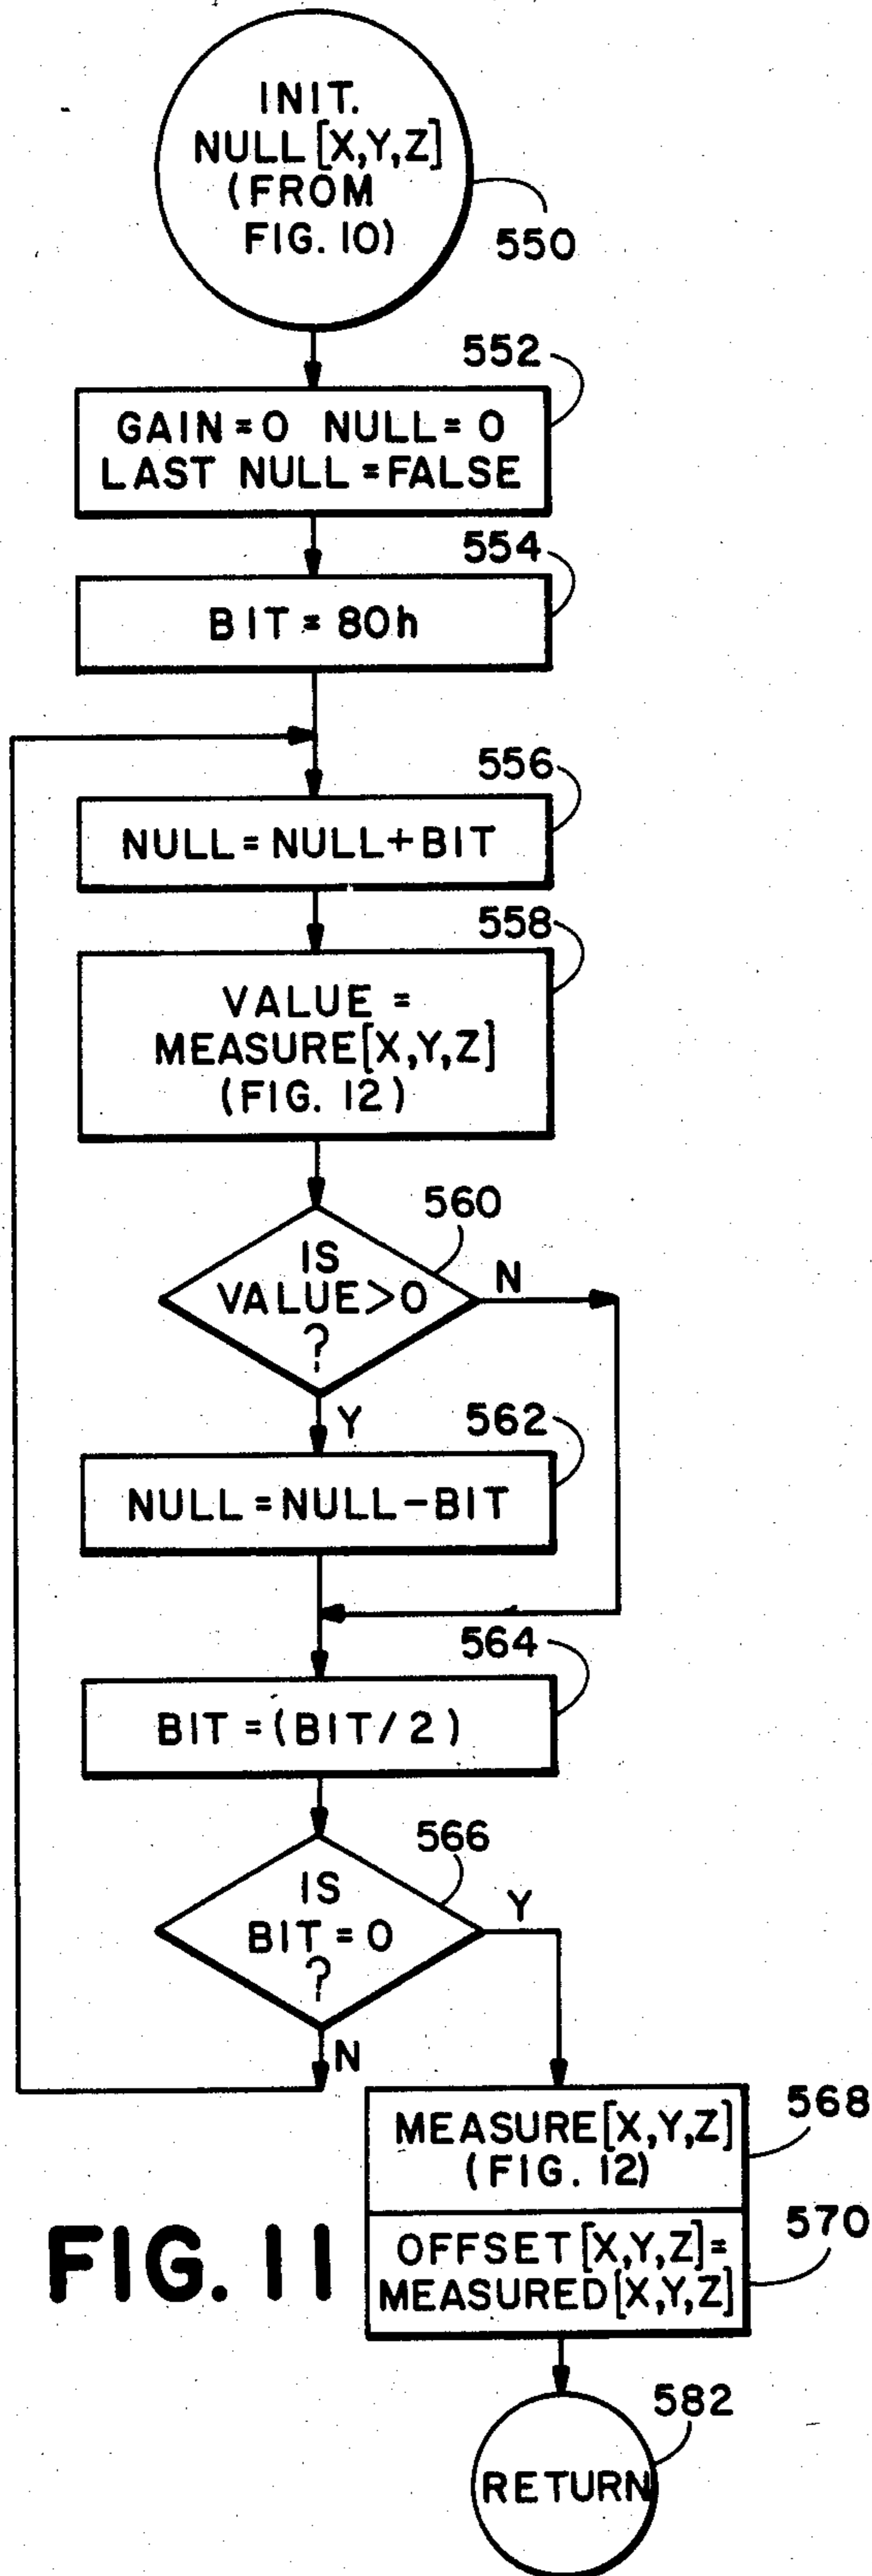 INIT.
NULL[X,Y,Z]
(FROM
FIG. 10)
550
552
GAIN=0 NULL=0
LAST NULL=FALSE
554
BIT=80h
556
NULL=NULL+BIT
558
VALUE =
MEASURE[X,Y,Z]
(FIG. 12)
560
IS
VALUE>0
?
N
Y
562
NULL=NULL-BIT
564
BIT=(BIT/2)
566
IS
BIT=0
?
Y
N
568
MEASURE[X,Y,Z]
(FIG. 12)
570
OFFSET[X,Y,Z]=
MEASURED[X,Y,Z]
FIG. 11
582
RETURN